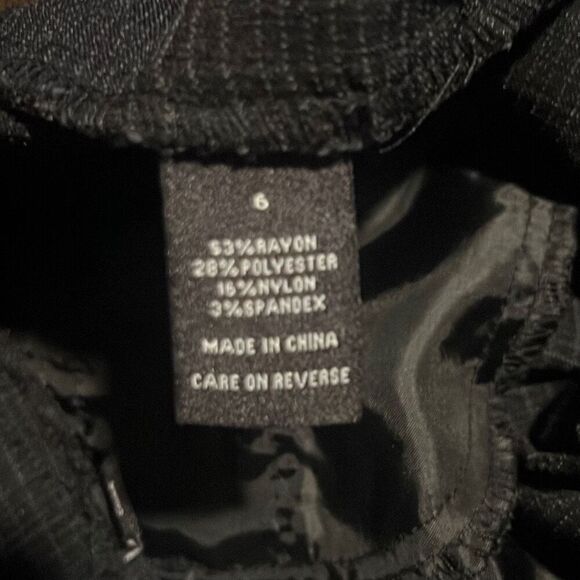 6
53%RAYON
28%POLYESTER
16%NYLON
3%SPANDEX
MADE IN CHINA
CARE ON REVERSE